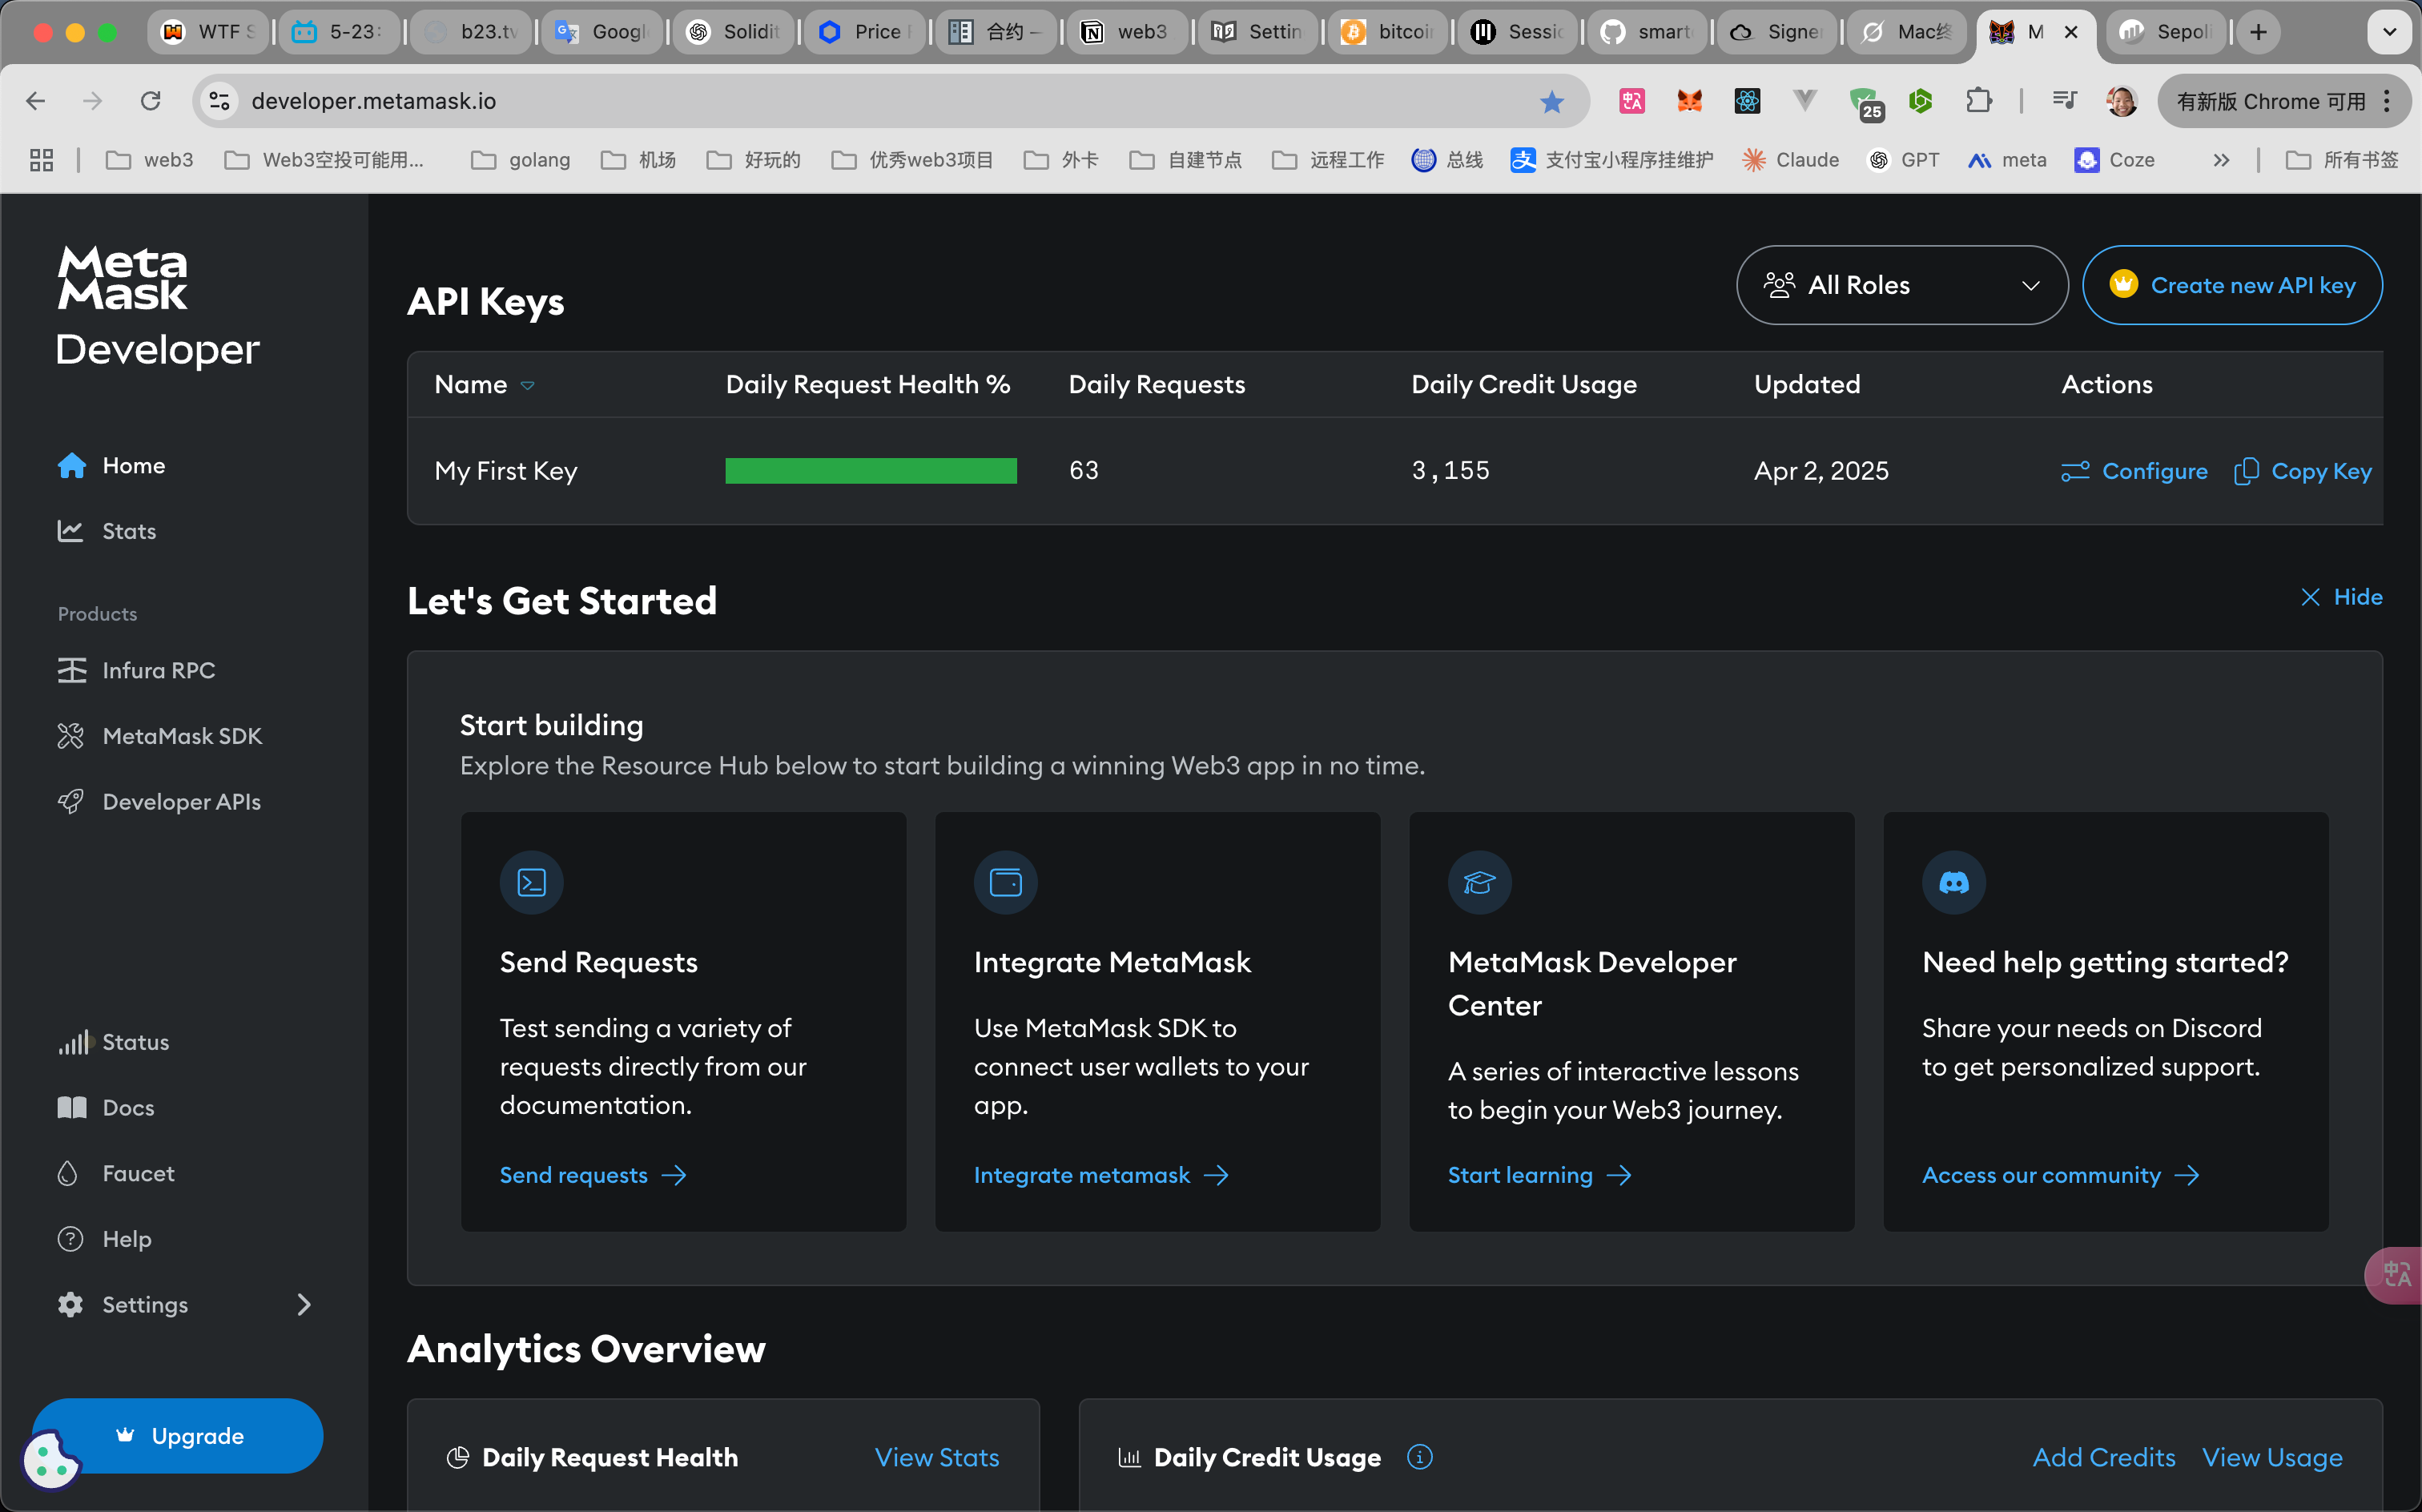 WTF S
5-23:
b23.tv
Googl
Solidit
Price F
合约 —
web3
Settin
bitcoin
Sessio
smart
Signer
Mac终
M
Sepoli
developer.metamask.io
25
有新版 Chrome 可用
web3
Web3空投可能用...
golang
机场
好玩的
优秀web3项目
外卡
自建节点
远程工作
总线
支付宝小程序挂维护
Claude
GPT
meta
Coze
所有书签
Meta
Mask
Developer
Home
Stats
Products
Infura RPC
MetaMask SDK
Developer APIs
Status
Docs
Faucet
Help
Settings
Upgrade
API Keys
All Roles
Create new API key
Name
Daily Request Health %
Daily Requests
Daily Credit Usage
Updated
Actions
My First Key
63
3,155
Apr 2, 2025
Configure
Copy Key
Let's Get Started
Hide
Start building
Explore the Resource Hub below to start building a winning Web3 app in no time.
Send Requests
Test sending a variety of
requests directly from our
documentation.
Send requests
Integrate MetaMask
Use MetaMask SDK to
connect user wallets to your
app.
Integrate metamask
MetaMask Developer
Center
A series of interactive lessons
to begin your Web3 journey.
Start learning
Need help getting started?
Share your needs on Discord
to get personalized support.
Access our community
Analytics Overview
Daily Request Health
View Stats
Daily Credit Usage
Add Credits
View Usage